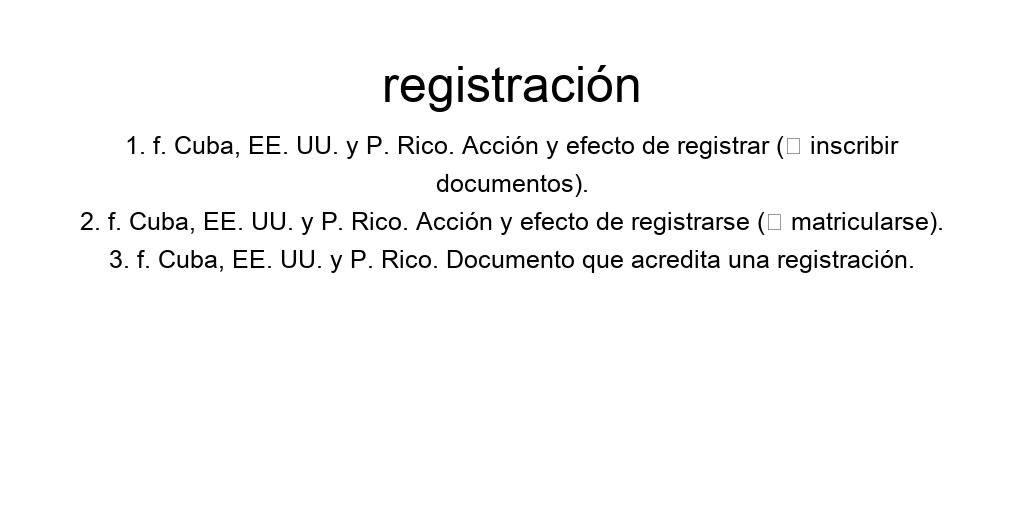 registración
1. f. Cuba, EE. UU. y P. Rico. Acción y efecto de registrar (□ inscribir
documentos).
2. f. Cuba, EE. UU. y P. Rico. Acción y efecto de registrarse (□ matricularse).
3. f. Cuba, EE. UU. y P. Rico. Documento que acredita una registración.